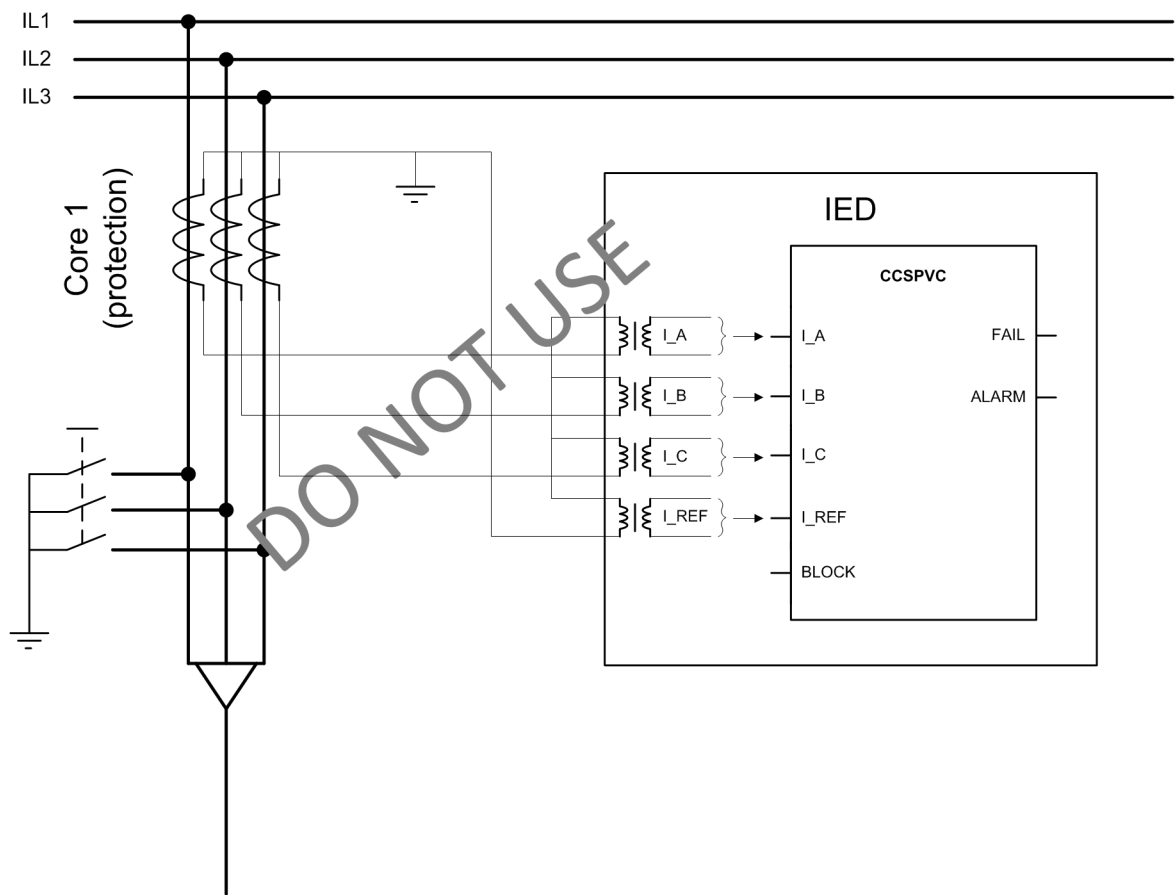 IL1
IL2
IL3
Core 1
(protection)
IED
CCSPVC
I_A
I_A
FAIL
I_B
I_B
ALARM
I_C
I_C
I_REF
I_REF
BLOCK
DO NOT USE